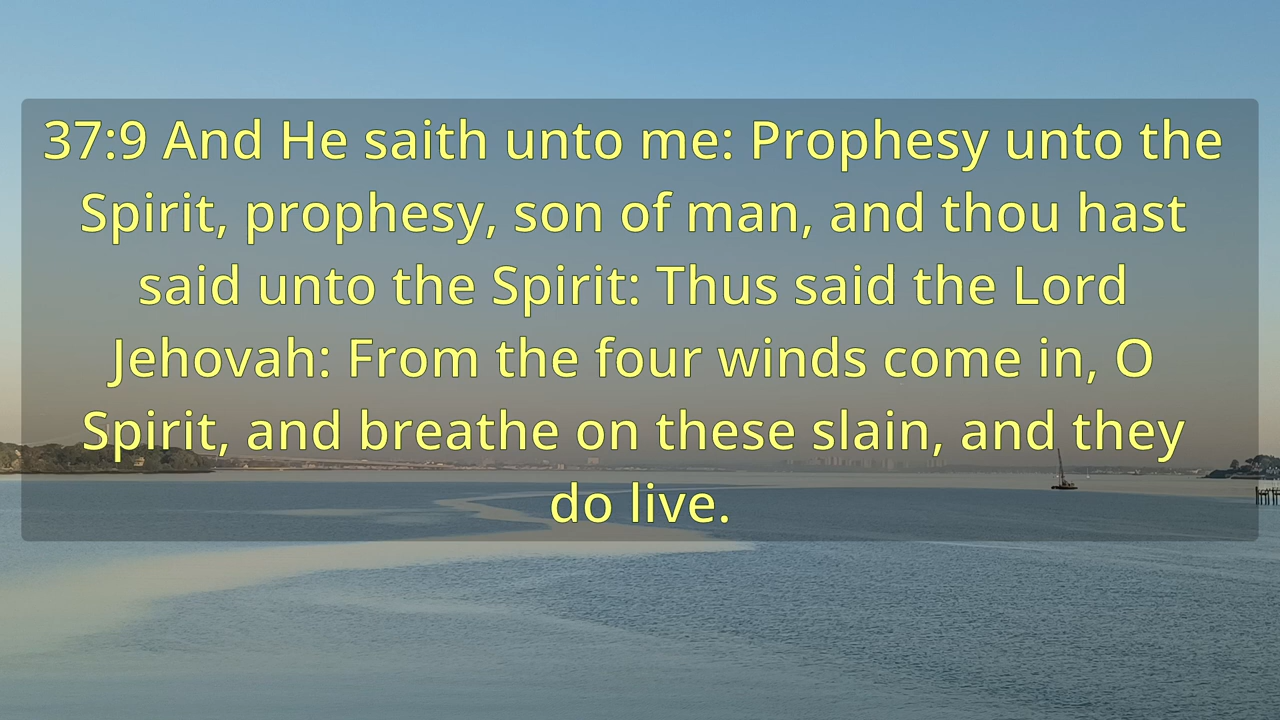 37:9 And He saith unto me: Prophesy unto the
Spirit, prophesy, son of man, and thou hast
said unto the Spirit: Thus said the Lord
Jehovah: From the four winds come in, O
Spirit, and breathe on these slain, and they
do live.